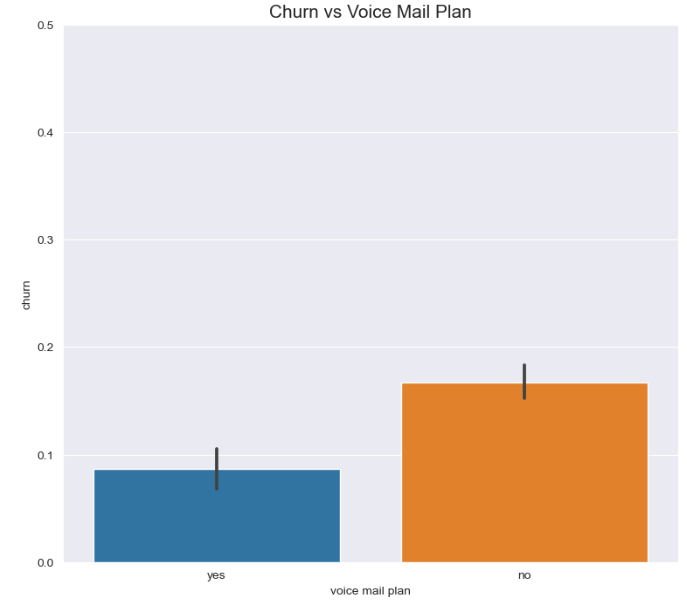 Churn vs Voice Mail Plan
0.5
0.4
0.3
churn
0.2
0.1
0.0
yes no
voice mail plan